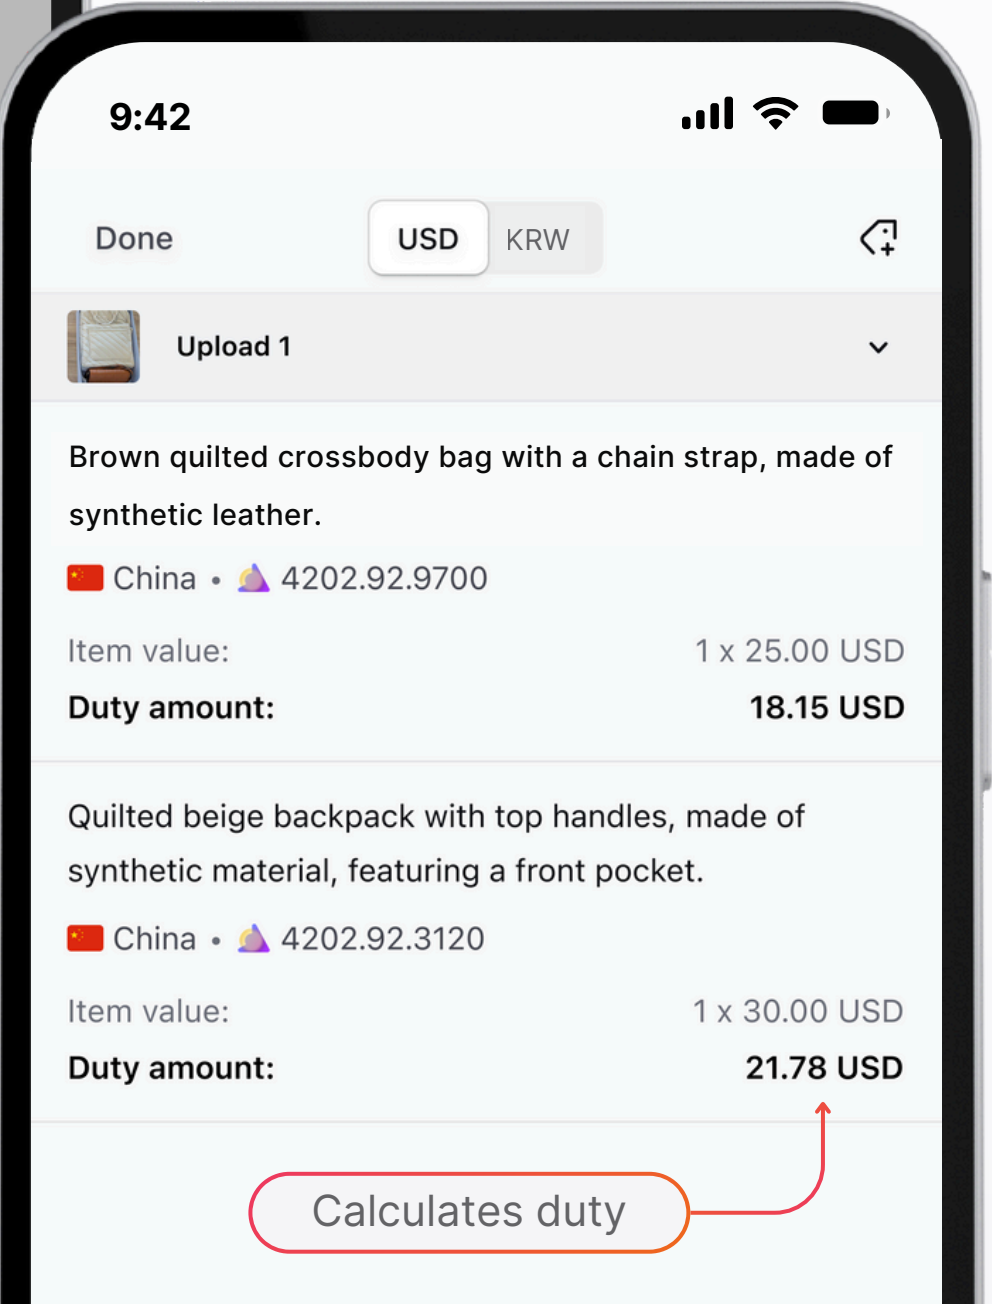 9:42
Done
USD
KRW
Upload 1
Brown quilted crossbody bag with a chain strap, made of
synthetic leather.
China • 4202.92.9700
Item value: 1 x 25.00 USD
Duty amount: 18.15 USD
Quilted beige backpack with top handles, made of
synthetic material, featuring a front pocket.
China • 4202.92.3120
Item value: 1 x 30.00 USD
Duty amount: 21.78 USD
Calculates duty